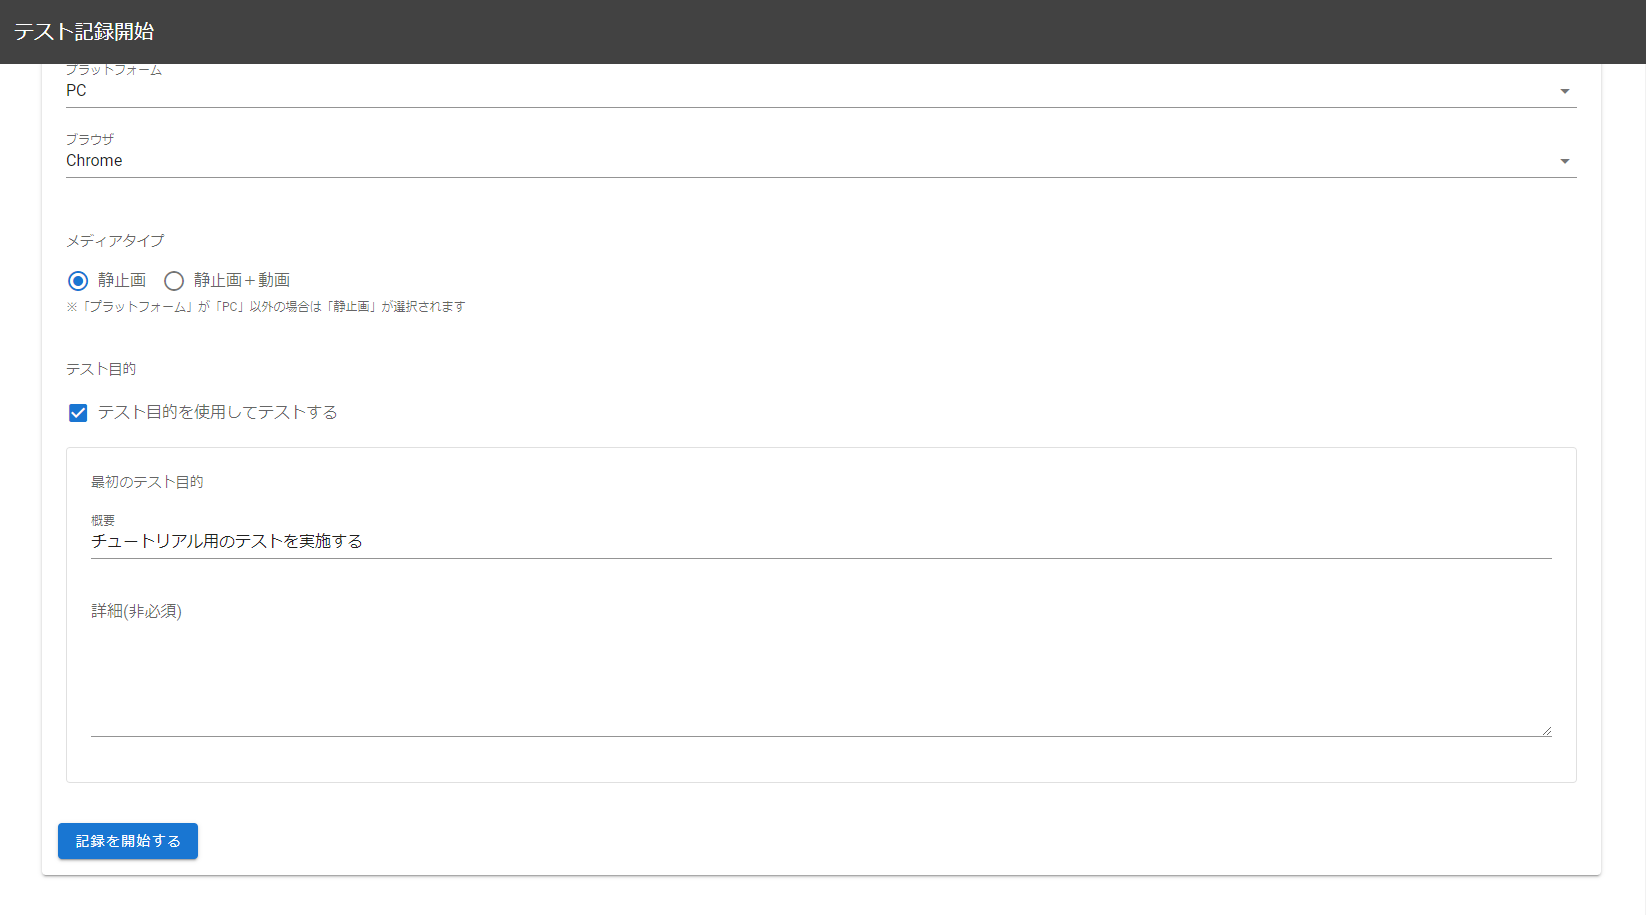 テスト記録開始
プラットフォーム
PC
ブラウザ
Chrome
メディアタイプ
静止画 静止画＋動画
※「プラットフォーム」が「PC」以外の場合は「静止画」が選択されます
テスト目的
テスト目的を使用してテストする
最初のテスト目的
概要
チュートリアル用のテストを実施する
詳細(非必須)
記録を開始する